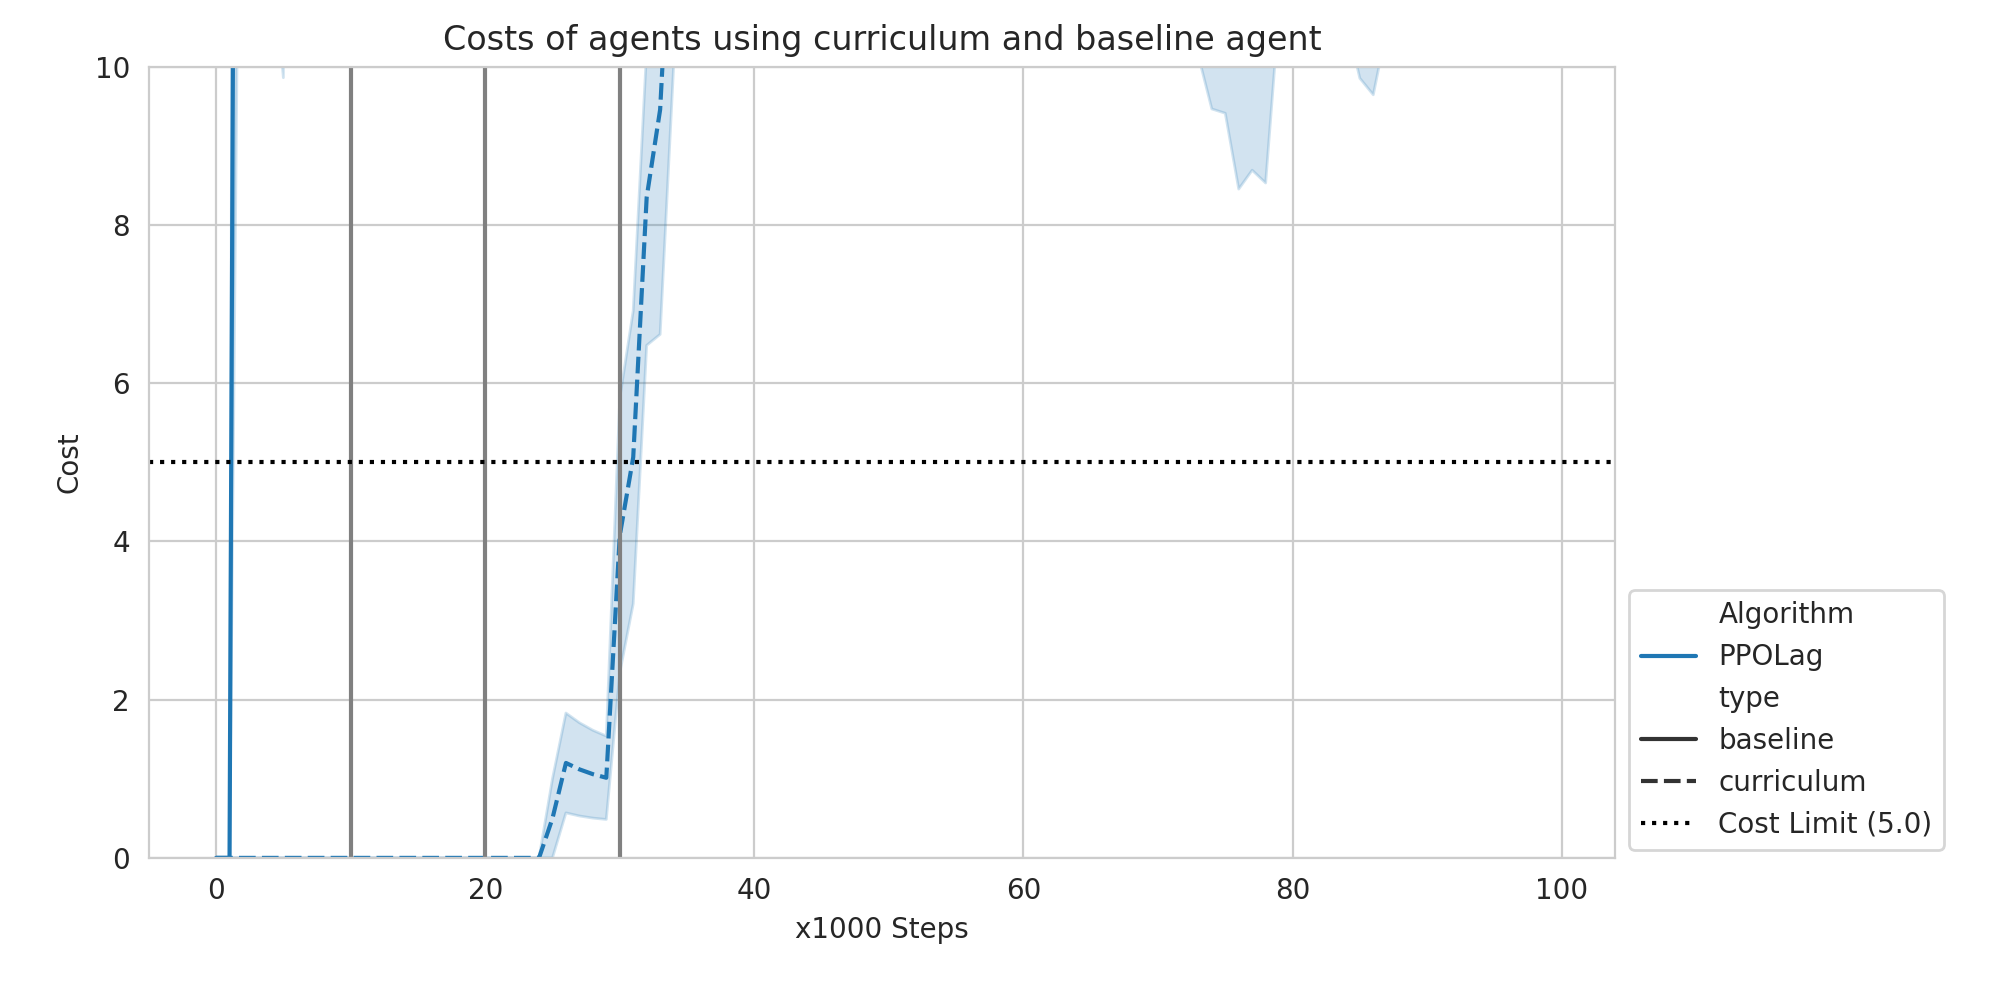 Costs of agents using curriculum and baseline agent
10
8
6
4
2
0
Cost
0 20 40 60 80 100
x1000 Steps
Algorithm
PPOLag
type
baseline
curriculum
Cost Limit (5.0)